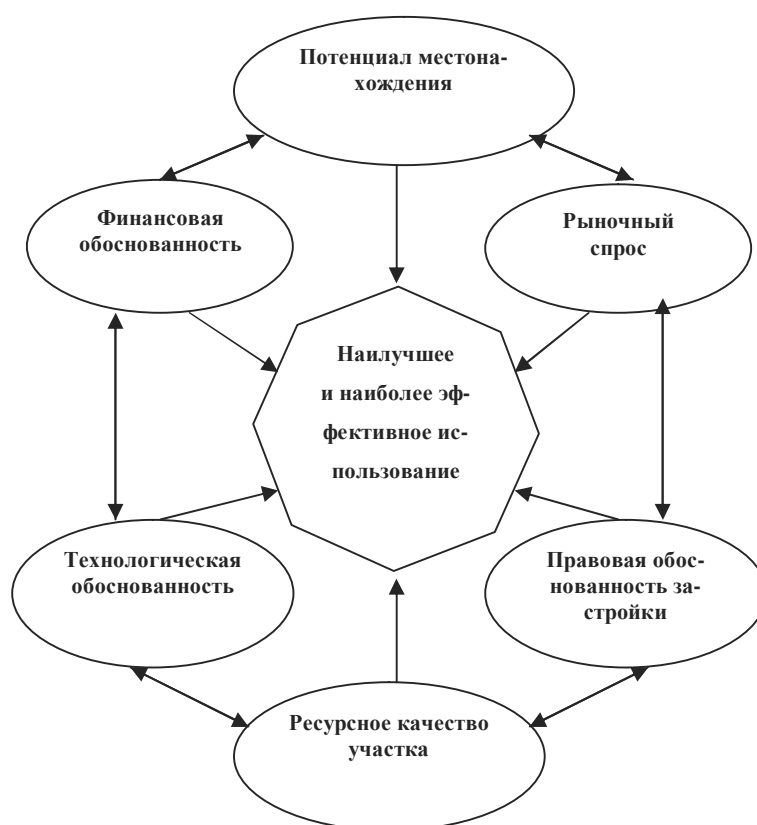 Потенциал местона-
хождения
Финансовая
обоснованность
Рыночный
спрос
Наилучшее
и наиболее эф-
фективное ис-
пользование
Технологическая
обоснованность
Правовая обос-
нованность за-
стройки
Ресурсное качество
участка